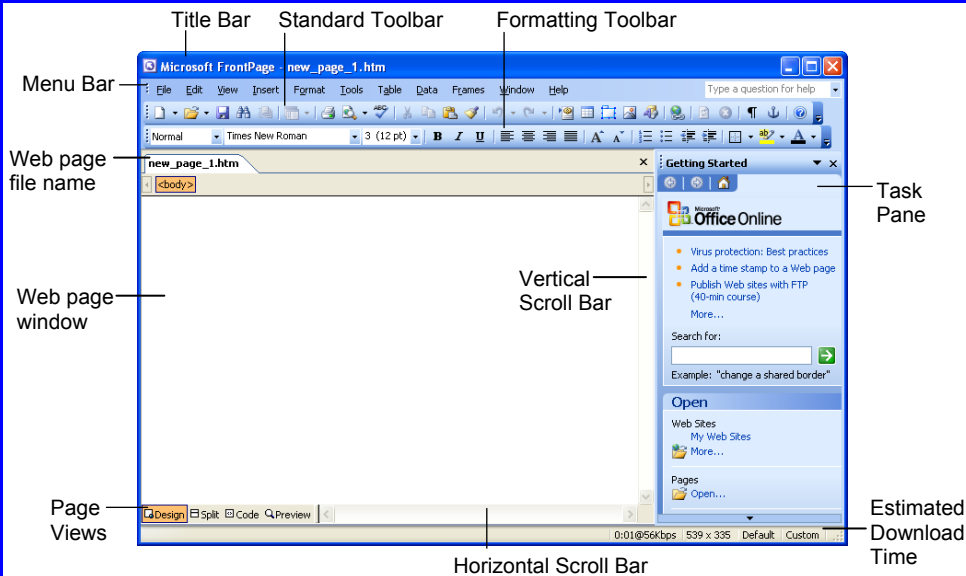 Title Bar
Standard Toolbar
Formatting Toolbar
Microsoft FrontPage - new_page_1.htm
Menu Bar
File Edit View Insert Format Tools Table Data Frames Window Help
Type a question for help
Normal Times New Roman 3 (12 pt) B I U
Web page
file name
new_page_1.htm
<body>
Getting Started
Task
Pane
Microsoft
Office Online
Virus protection: Best practices
Add a time stamp to a Web page
Publish Web sites with FTP
(40-min course)
More...
Vertical
Scroll Bar
Web page
window
Search for:
Example: "change a shared border"
Open
Web Sites
My Web Sites
More...
Pages
Open...
Page
Views
Design Split Code Preview
0:01@56Kbps 539 x 335 Default Custom
Estimated
Download
Time
Horizontal Scroll Bar